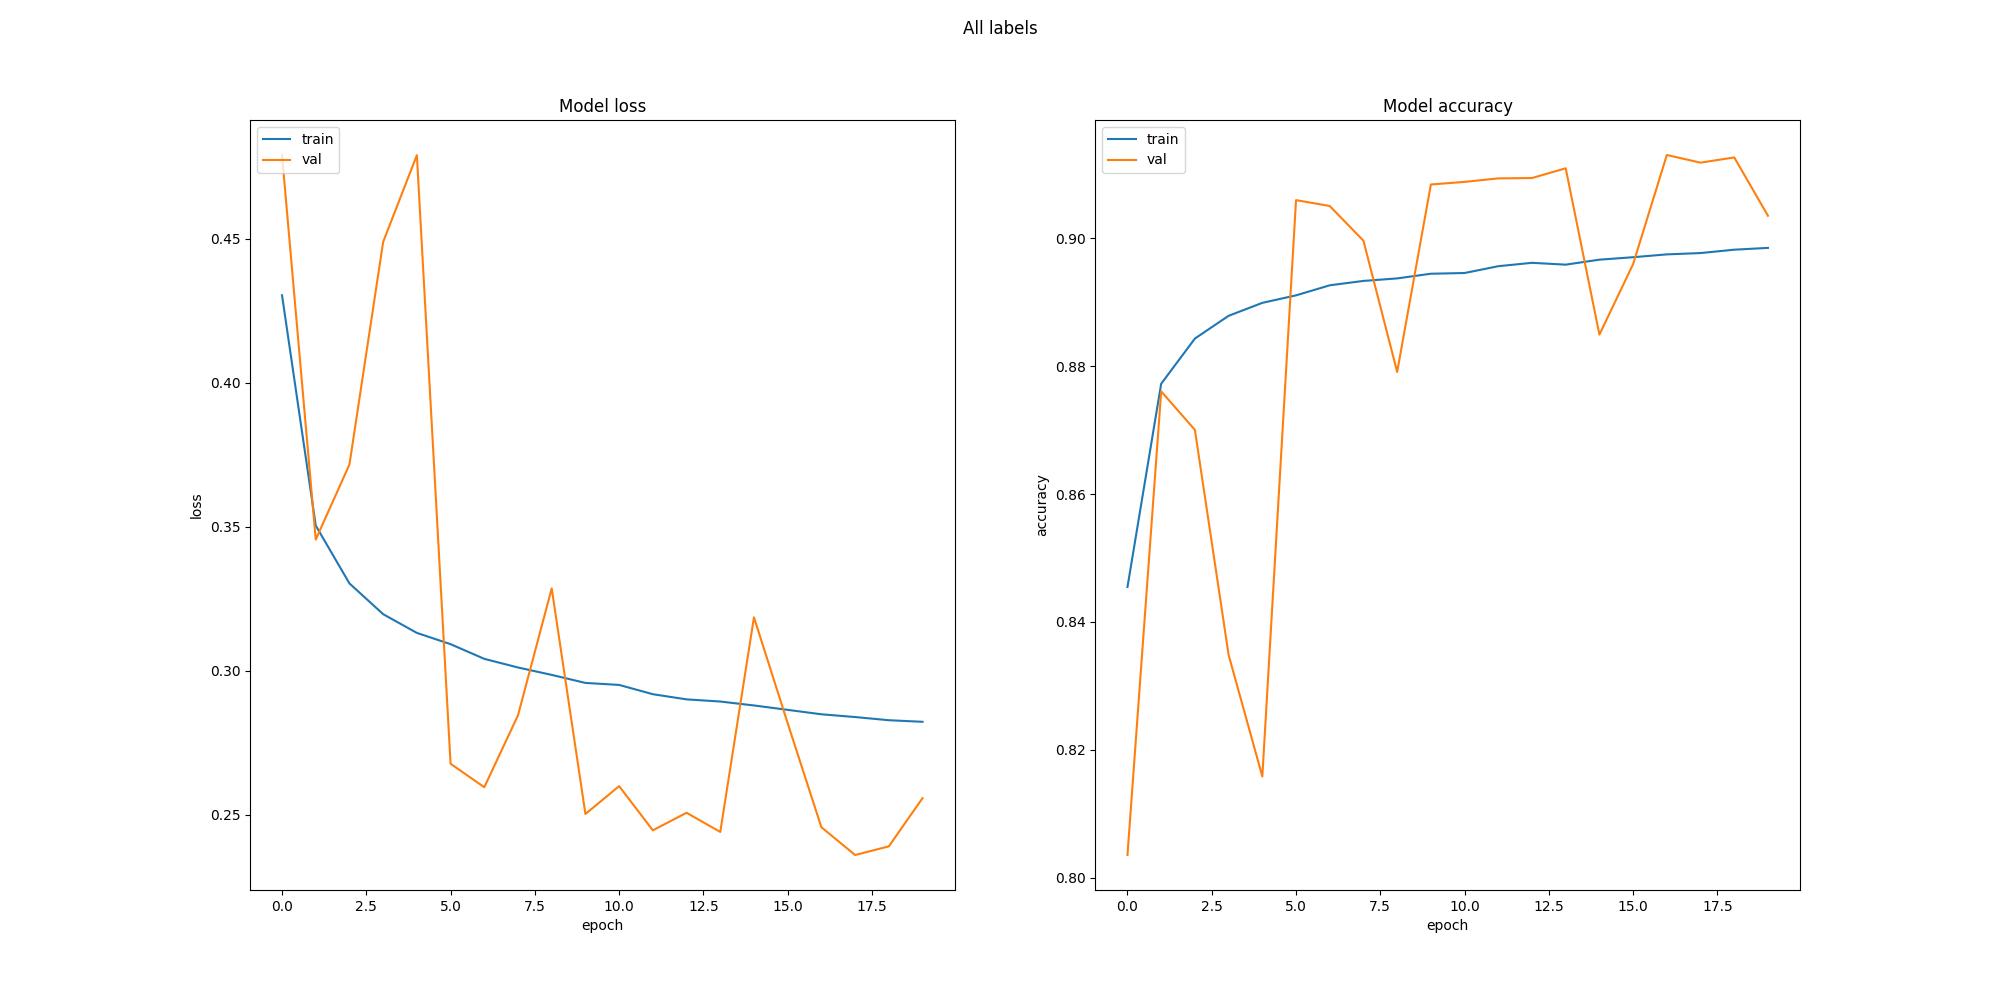 All labels
Model loss
train
val
0.45
0.40
0.35
0.30
0.25
loss
0.0 2.5 5.0 7.5 10.0 12.5 15.0 17.5
epoch
Model accuracy
train
val
0.90
0.88
0.86
0.84
0.82
0.80
accuracy
0.0 2.5 5.0 7.5 10.0 12.5 15.0 17.5
epoch